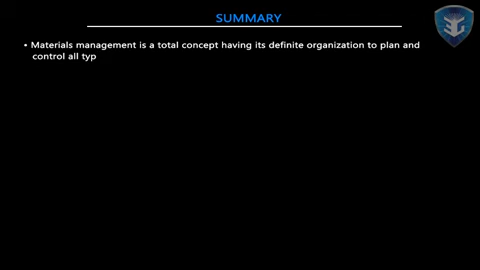 SUMMARY
• Materials management is a total concept having its definite organization to plan and
control all typ